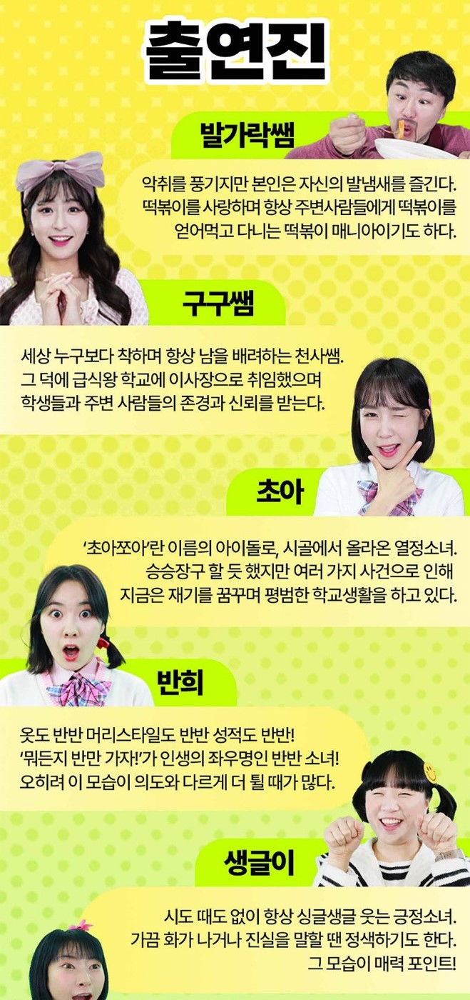 출연진
발가락쌤
악취를 풍기지만 본인은 자신의 발냄새를 즐긴다.
떡볶이를 사랑하며 항상 주변사람들에게 떡볶이를
얻어먹고 다니는 떡볶이 매니아이기도 하다.
구구쌤
세상 누구보다 착하며 항상 남을 배려하는 천사쌤.
그 덕에 급식왕 학교에 이사장으로 취임했으며
학생들과 주변 사람들의 존경과 신뢰를 받는다.
초아
‘초아쪼아’란 이름의 아이돌로, 시골에서 올라온 열정소녀.
승승장구 할 듯 했지만 여러 가지 사건으로 인해
지금은 재기를 꿈꾸며 평범한 학교생활을 하고 있다.
반희
옷도 반반 머리스타일도 반반 성적도 반반!
‘뭐든지 반만 가자!’가 인생의 좌우명인 반반 소녀!
오히려 이 모습이 의도와 다르게 더 튈 때가 많다.
생글이
시도 때도 없이 항상 싱글생글 웃는 긍정소녀.
가끔 화가 나거나 진실을 말할 땐 정색하기도 한다.
그 모습이 매력 포인트!